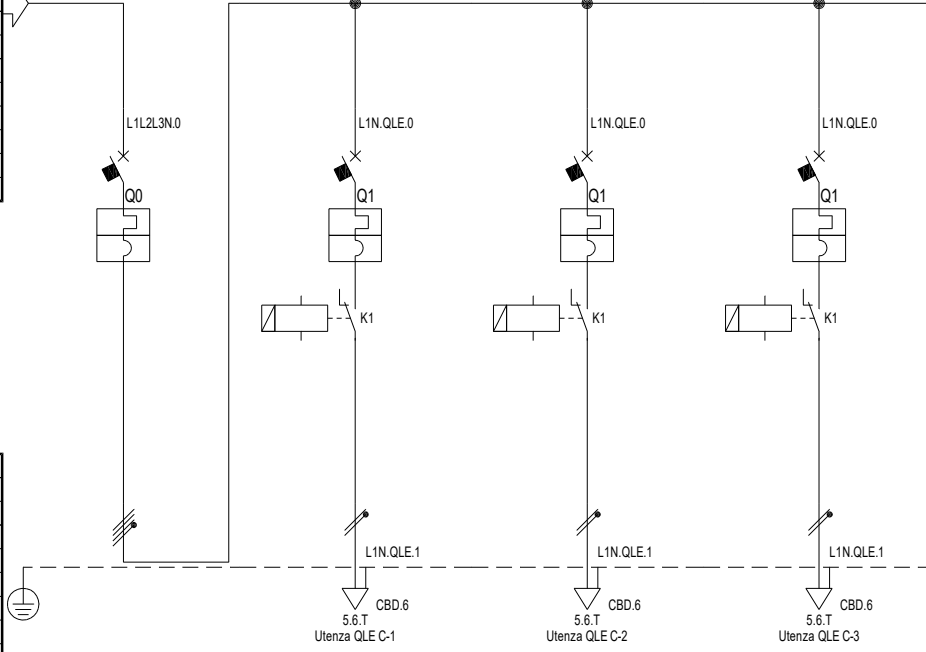 L1L2L3N.0
L1N.QLE.0
L1N.QLE.0
L1N.QLE.0
Q0
Q1
Q1
Q1
K1
K1
K1
L1N.QLE.1
L1N.QLE.1
L1N.QLE.1
CBD.6
CBD.6
CBD.6
5.6.T
5.6.T
5.6.T
Utenza QLE C-1
Utenza QLE C-2
Utenza QLE C-3